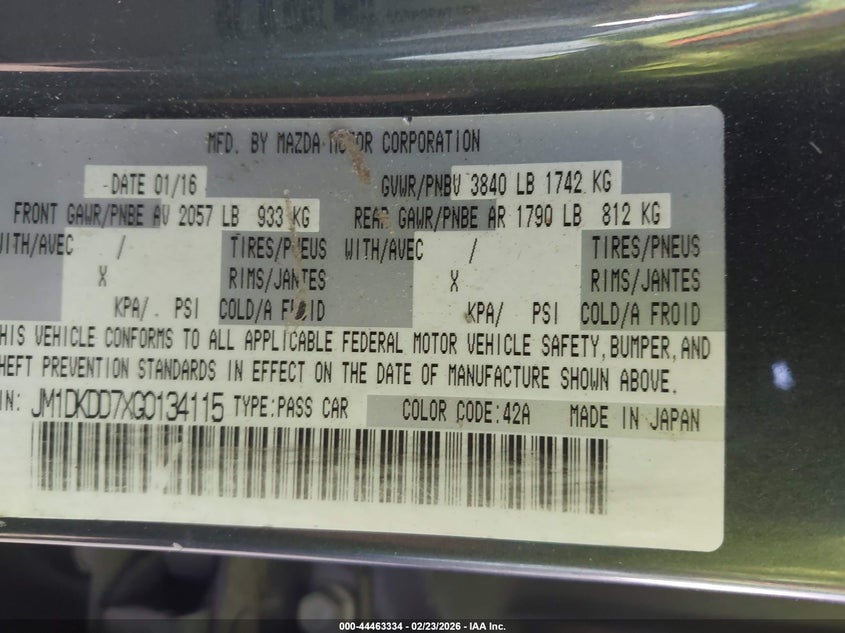 MFD. BY MAZDA MOTOR CORPORATION
DATE 01/16 GVWR/PNBV 3840 LB 1742 KG
FRONT GAWR/PNBE AV 2057 LB 933 KG REAR GAWR/PNBE AR 1790 LB 812 KG
WITH/AVEC / TIRES/PNEUS WITH/AVEC / TIRES/PNEUS
X RIMS/JANTES X RIMS/JANTES
KPA/ PSI COLD/A FROID KPA/ PSI COLD/A FROID
HIS VEHICLE CONFORMS TO ALL APPLICABLE FEDERAL MOTOR VEHICLE SAFETY, BUMPER, AND
HEFT PREVENTION STANDARDS IN EFFECT ON THE DATE OF MANUFACTURE SHOWN ABOVE.
IN: JM1DKDD7XG0134115 TYPE:PASS CAR COLOR CODE:42A MADE IN JAPAN
000-44463334 - 02/23/2026 - IAA Inc.